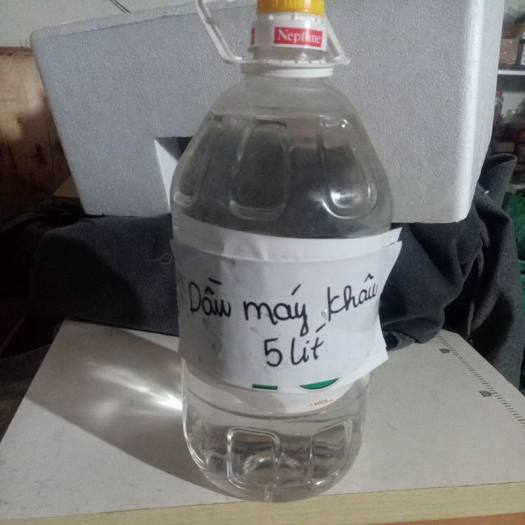 Neptune
Dầu máy khâu
5 lít